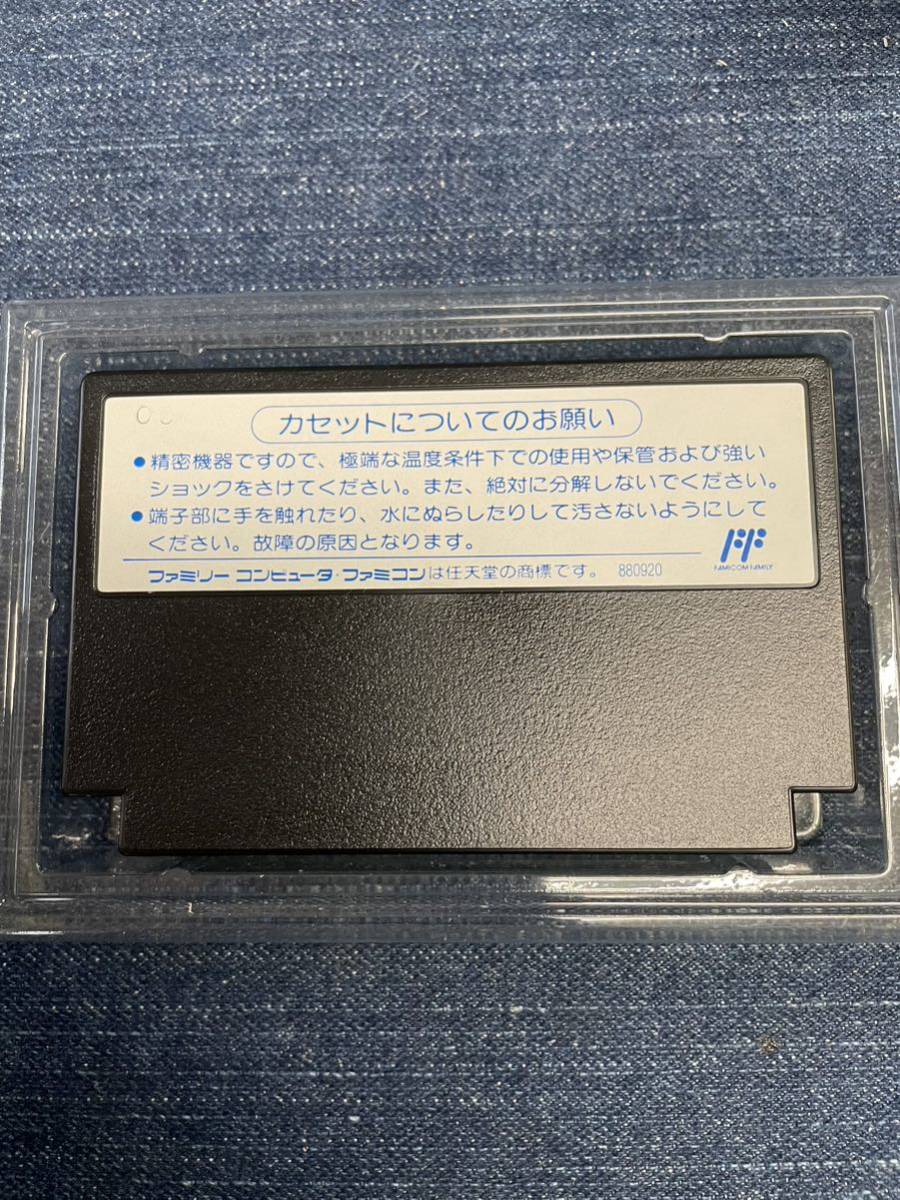 カセットについてのお願い
●精密機器ですので、極端な温度条件下での使用や保管および強い
ショックをさけてください。また、絶対に分解しないでください。
●端子部に手を触れたり、水にぬらしたりして汚さないようにして
ください。故障の原因となります。
FAMICOM FAMILY
ファミリー コンピュータ・ファミコンは任天堂の商標です。 880920